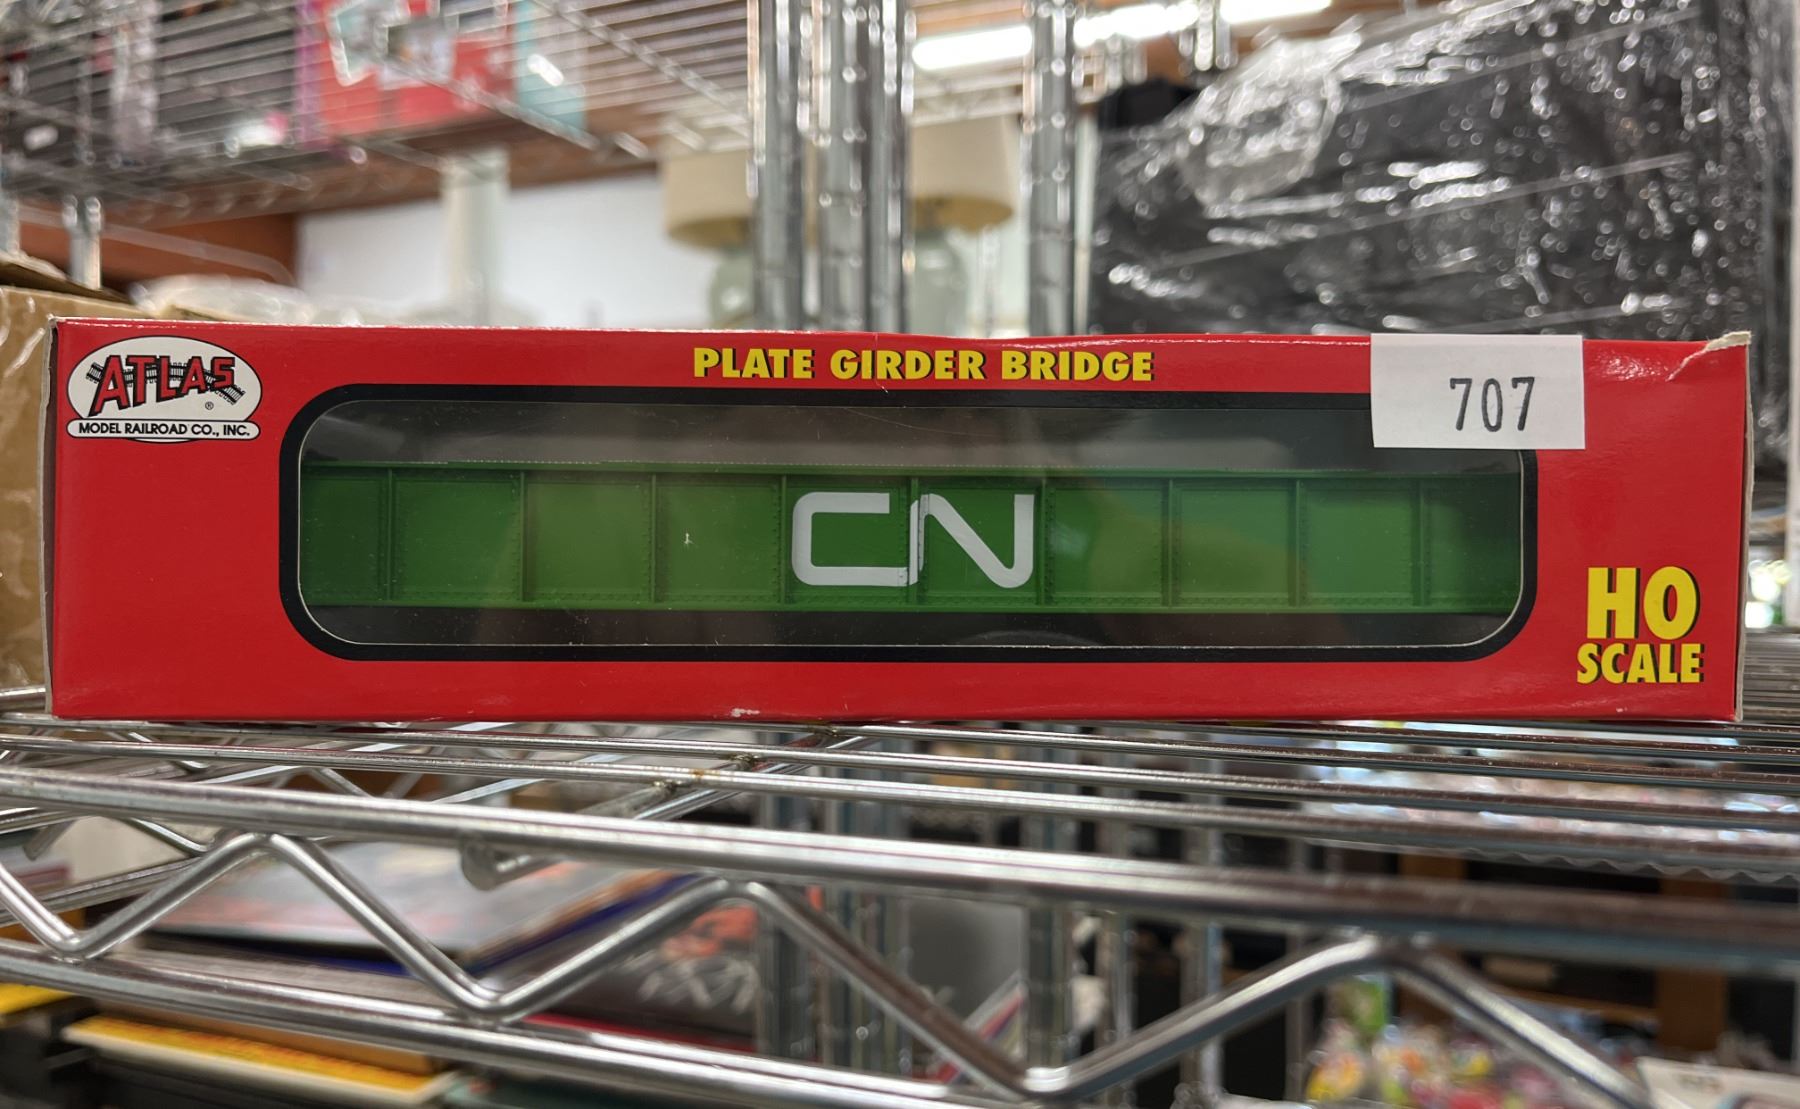 ATLAS®
MODEL RAILROAD CO., INC.
PLATE GIRDER BRIDGE
707
CN
HO
SCALE